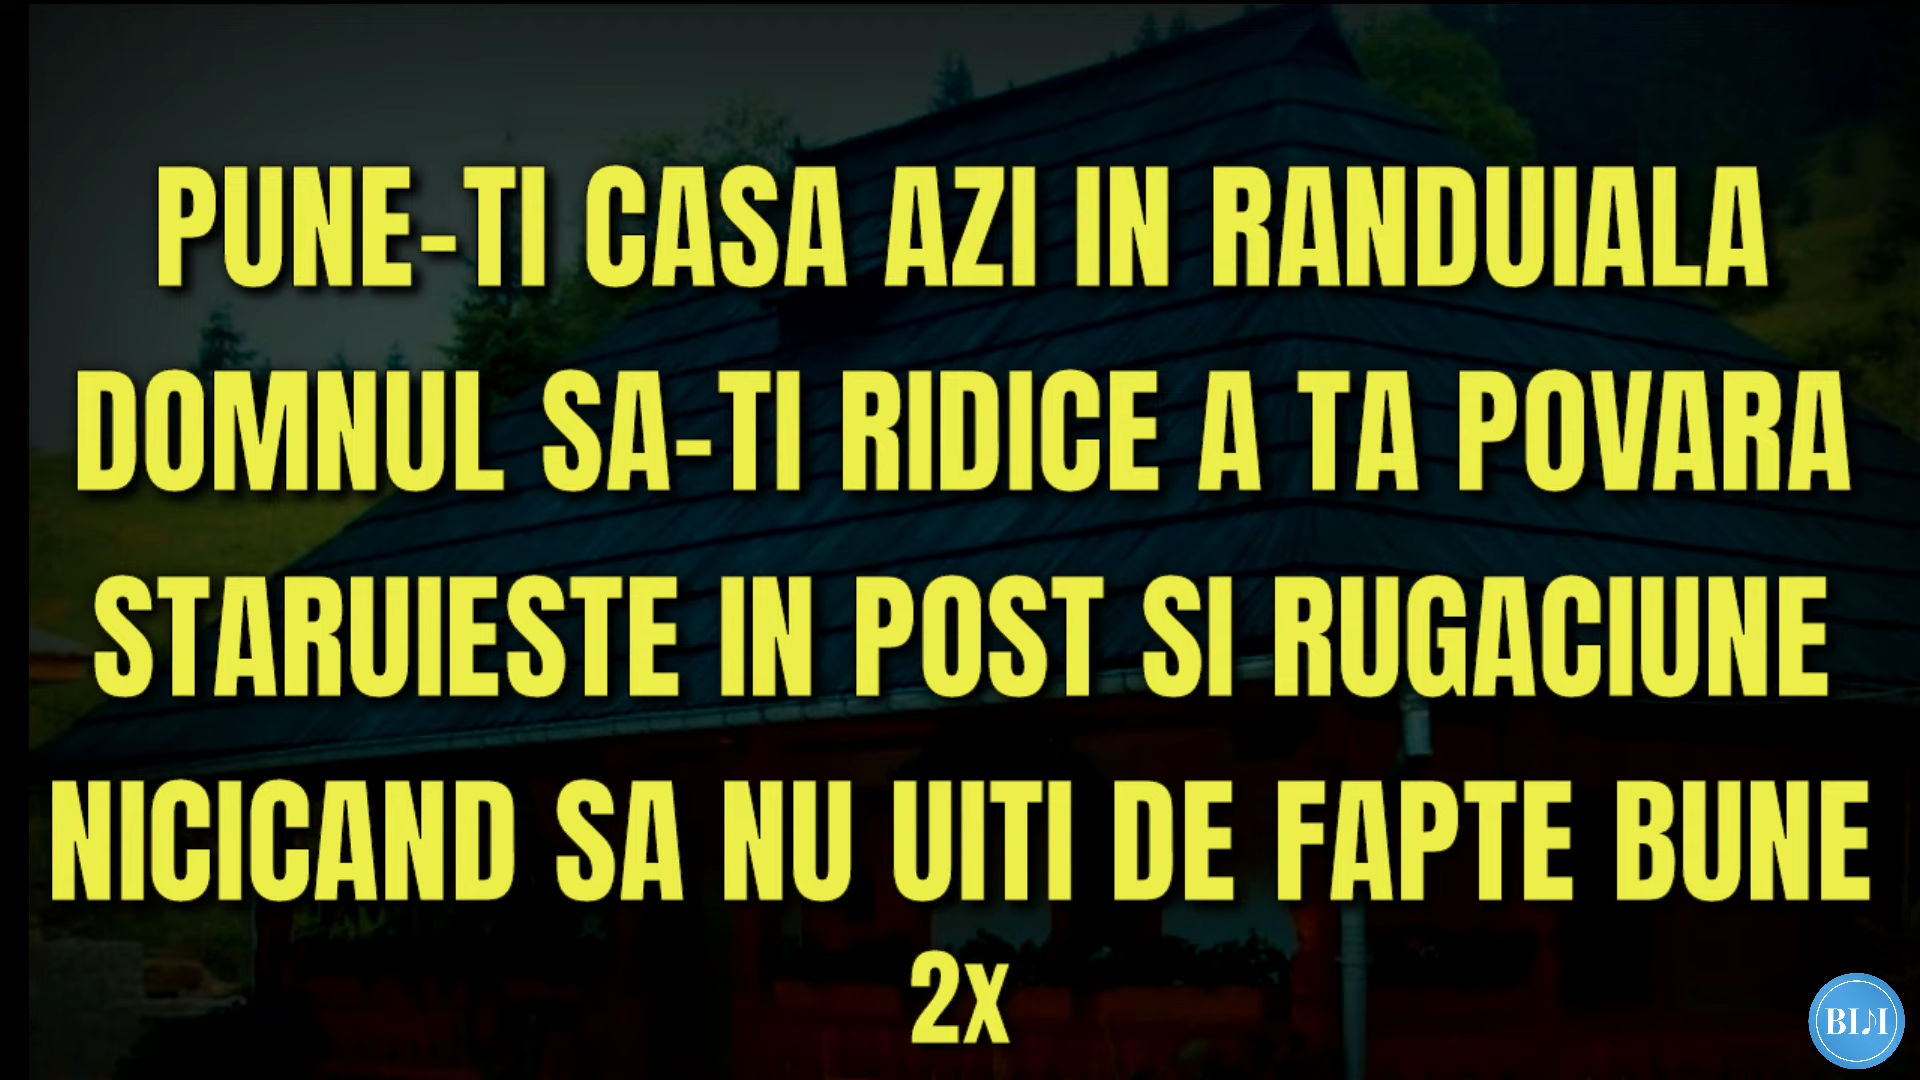 PUNE-TI CASA AZI IN RANDUIALA
DOMNUL SA-TI RIDICE A TA POVARA
STARUIESTE IN POST SI RUGACIUNE
NICICAND SA NU UITI DE FAPTE BUNE
2X